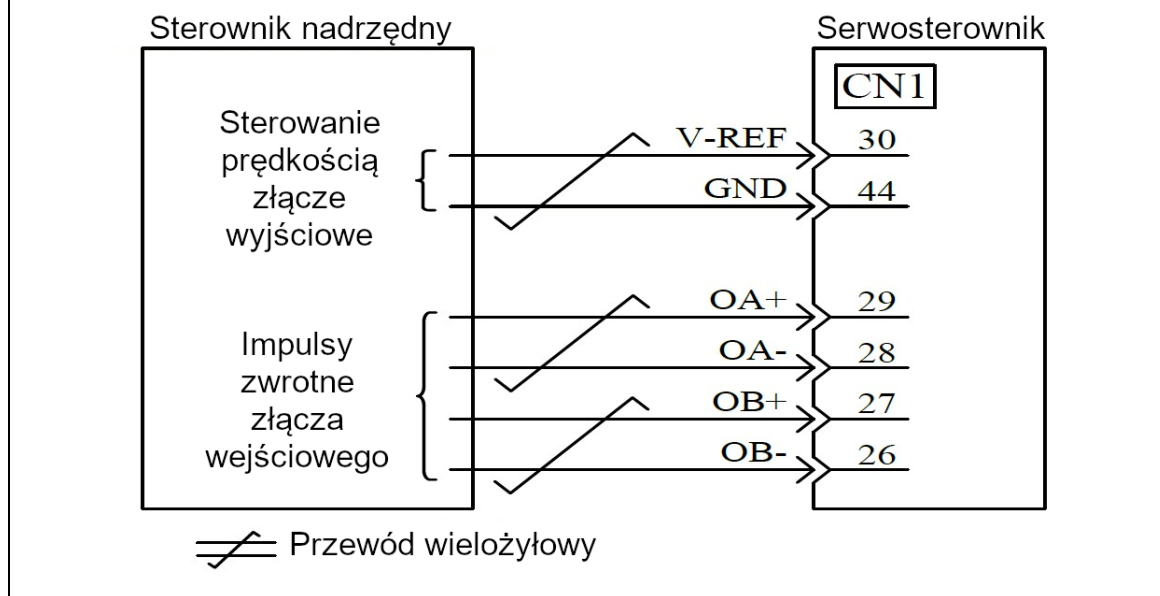 Sterownik nadrzędny
Serwosterownik
CN1
Sterowanie
prędkością
złącze
wyjściowe
V-REF 30
GND 44
Impulsy
zwrotne
złącza
wejściowego
OA+ 29
OA- 28
OB+ 27
OB- 26
Przewód wielożyłowy